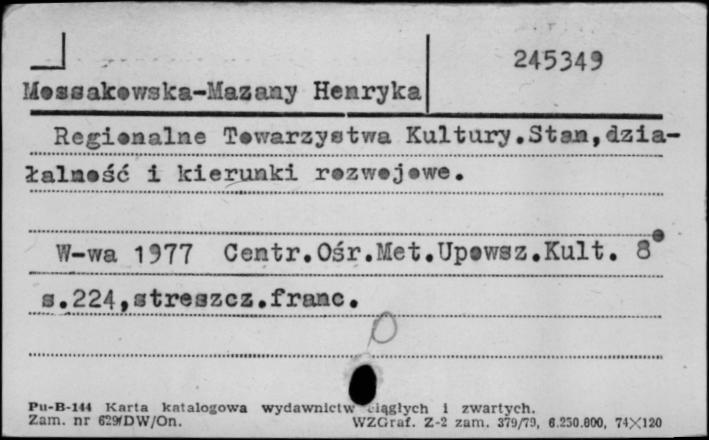 245349
Mossakowska-Mazany Henryka
Regionalne Towarzystwa Kultury.Stan,dzia-
łalność i kierunki rozwojowe.
W-wa 1977 Centr.Ośr.Met.Upowsz.Kult. 8°
s.224,streszcz.franc.
Pu-B-144 Karta katalogowa wydawnictw ciągłych i zwartych.
Zam. nr 629/DW/On. WZGraf. Z-2 zam. 379/79, 6.250.000, 74×120